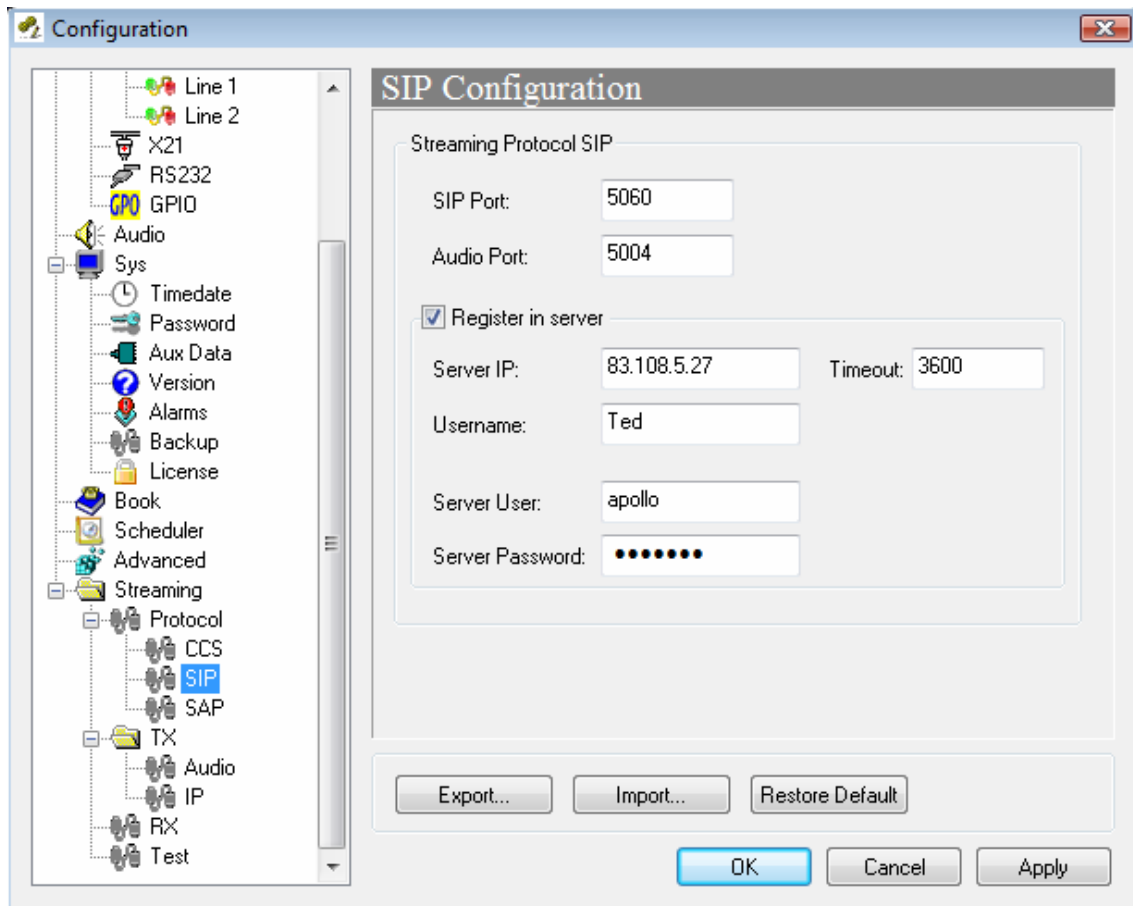 Configuration
Line 1
Line 2
X21
RS232
GPO GPIO
Audio
Sys
Timedate
Password
Aux Data
Version
Alarms
Backup
License
Book
Scheduler
Advanced
Streaming
Protocol
CCS
SIP
SAP
TX
Audio
IP
RX
Test
SIP Configuration
Streaming Protocol SIP
SIP Port: 5060
Audio Port: 5004
Register in server
Server IP: 83.108.5.27 Timeout: 3600
Username: Ted
Server User: apollo
Server Password: •••••••
Export... Import... Restore Default
OK Cancel Apply